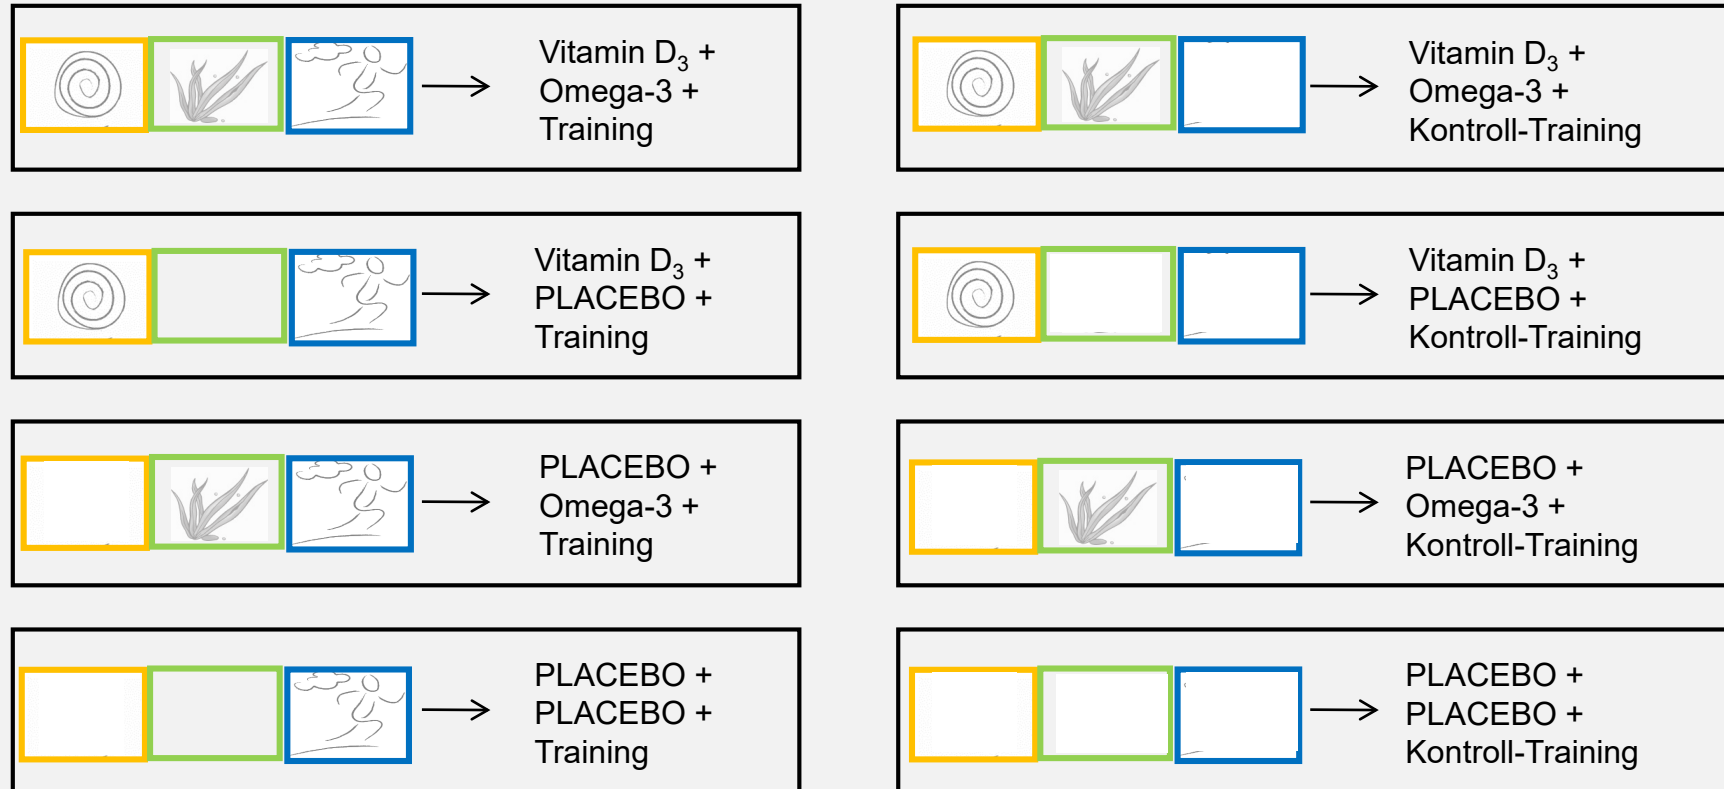 Vitamin D₃ +
Omega-3 +
Training
Vitamin D₃ +
Omega-3 +
Kontroll-Training
Vitamin D₃ +
PLACEBO +
Training
Vitamin D₃ +
PLACEBO +
Kontroll-Training
PLACEBO +
Omega-3 +
Training
PLACEBO +
Omega-3 +
Kontroll-Training
PLACEBO +
PLACEBO +
Training
PLACEBO +
PLACEBO +
Kontroll-Training